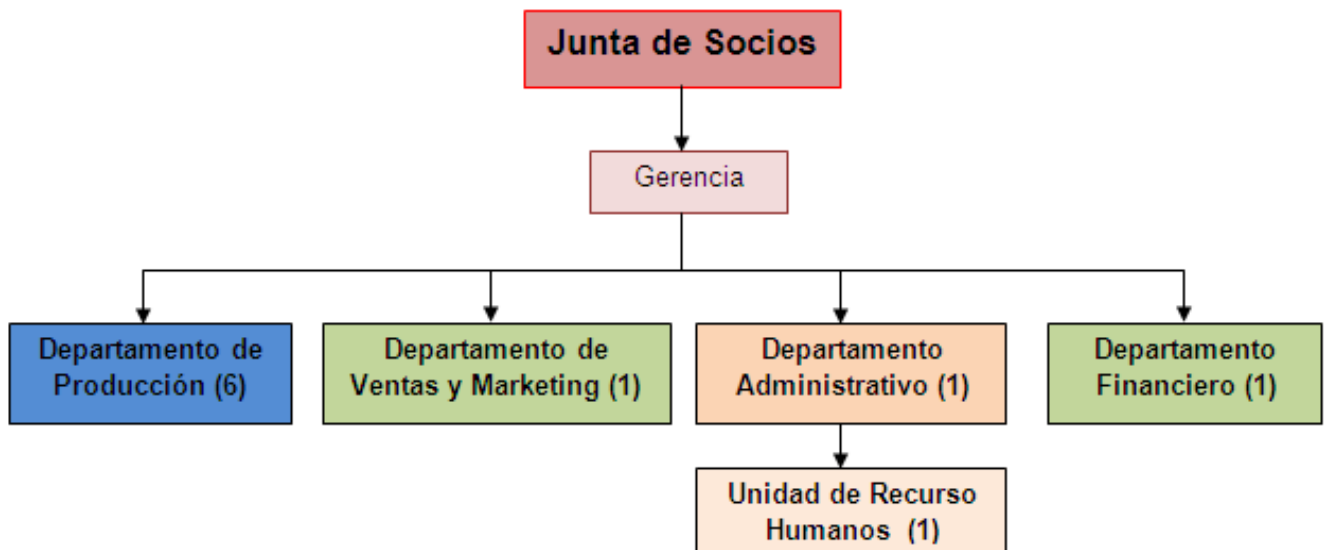 Junta de Socios
Gerencia
Departamento de
Producción (6)
Departamento de
Ventas y Marketing (1)
Departamento
Administrativo (1)
Departamento
Financiero (1)
Unidad de Recurso
Humanos (1)